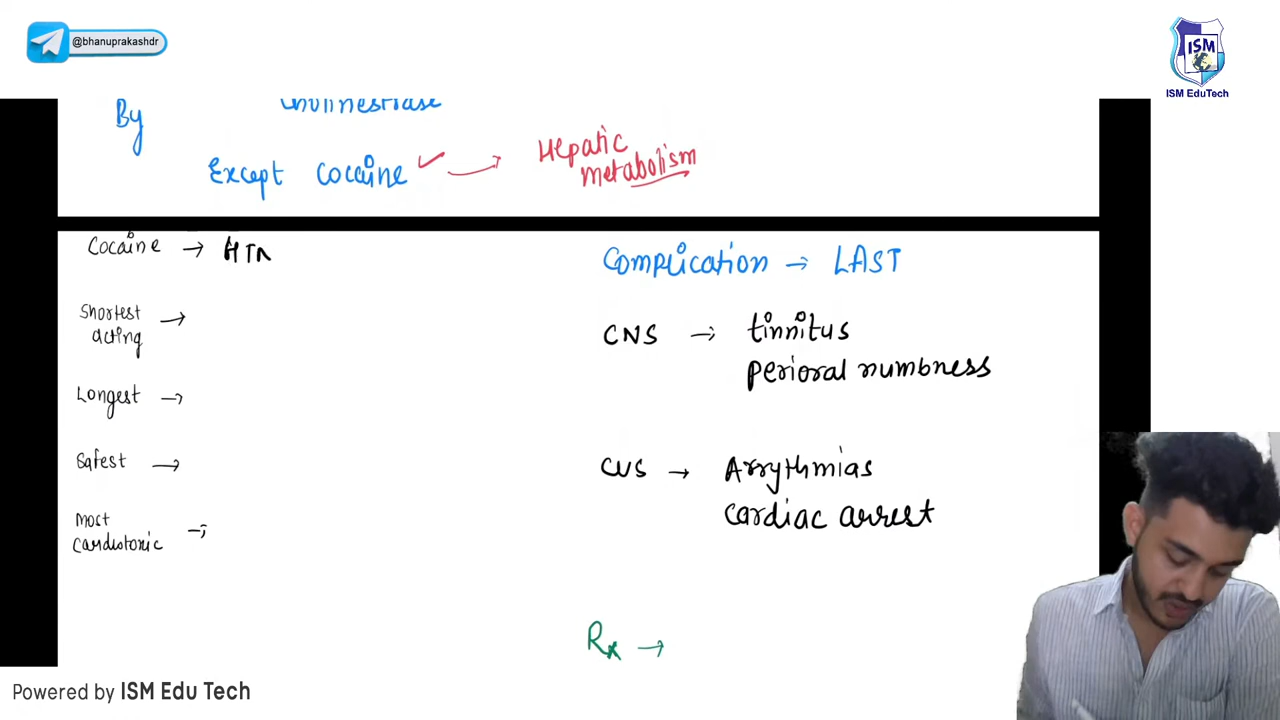 @bhanuprakashdr
ISM
ISM EduTech
By
Cholinestrase
Except Cocaine → Hepatic
metabolism
Cocaine → HTN
Shortest →
acting
Longest →
Safest →
Most →
Cardiotoxic
Complication → LAST
CNS → tinnitus
Perioral numbness
CVS → Arrythmias
Cardiac arrest
Rx →
Powered by ISM Edu Tech